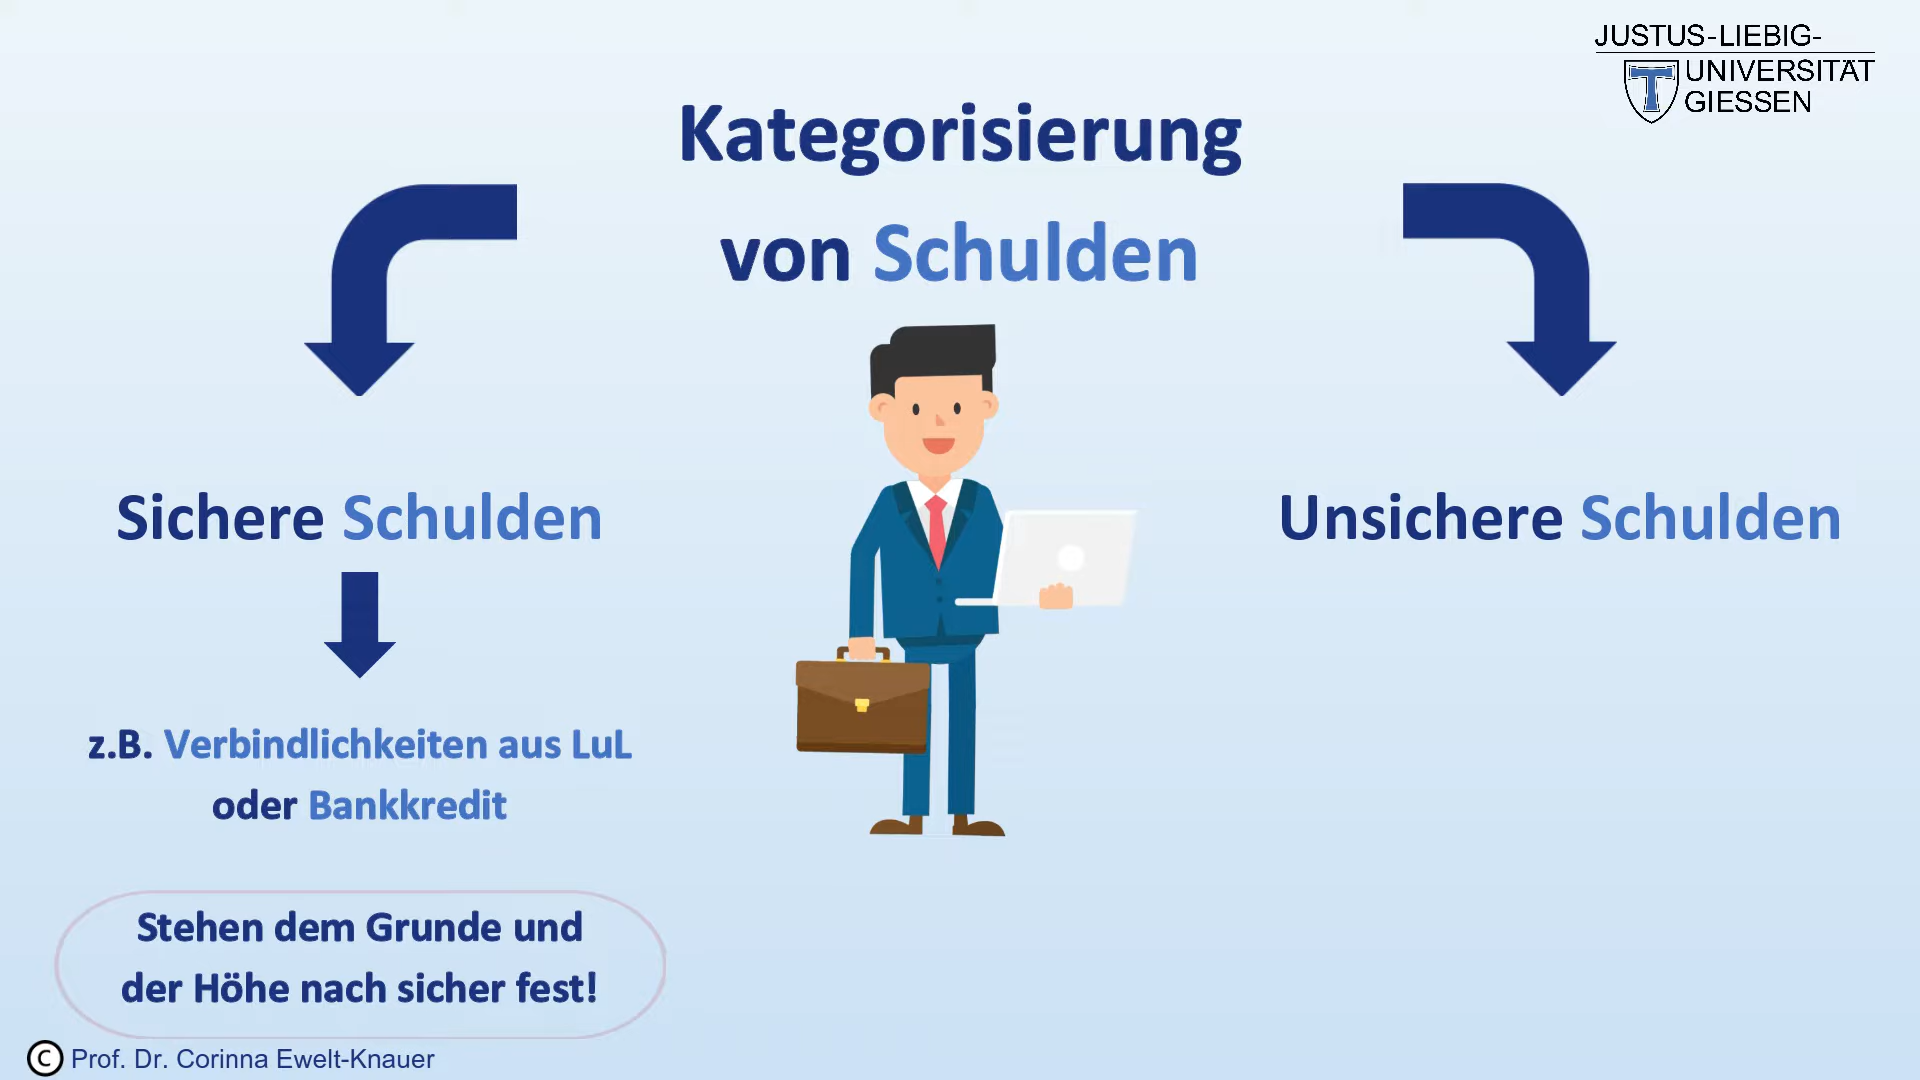 JUSTUS-LIEBIG-
UNIVERSITÄT
GIESSEN
Kategorisierung
von Schulden
Sichere Schulden
Unsichere Schulden
z.B. Verbindlichkeiten aus LuL
oder Bankkredit
Stehen dem Grunde und
der Höhe nach sicher fest!
© Prof. Dr. Corinna Ewelt-Knauer